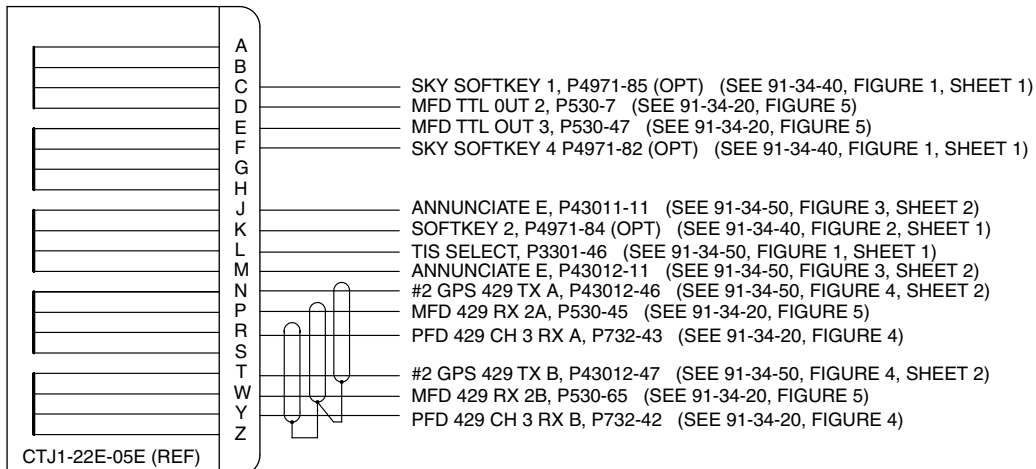 A
B
C SKY SOFTKEY 1, P4971-85 (OPT) (SEE 91-34-40, FIGURE 1, SHEET 1)
D MFD TTL 0UT 2, P530-7 (SEE 91-34-20, FIGURE 5)
E MFD TTL OUT 3, P530-47 (SEE 91-34-20, FIGURE 5)
F SKY SOFTKEY 4 P4971-82 (OPT) (SEE 91-34-40, FIGURE 1, SHEET 1)
G
H
J ANNUNCIATE E, P43011-11 (SEE 91-34-50, FIGURE 3, SHEET 2)
K SOFTKEY 2, P4971-84 (OPT) (SEE 91-34-40, FIGURE 2, SHEET 1)
L TIS SELECT, P3301-46 (SEE 91-34-50, FIGURE 1, SHEET 1)
M ANNUNCIATE E, P43012-11 (SEE 91-34-50, FIGURE 3, SHEET 2)
N #2 GPS 429 TX A, P43012-46 (SEE 91-34-50, FIGURE 4, SHEET 2)
P MFD 429 RX 2A, P530-45 (SEE 91-34-20, FIGURE 5)
R PFD 429 CH 3 RX A, P732-43 (SEE 91-34-20, FIGURE 4)
S
T #2 GPS 429 TX B, P43012-47 (SEE 91-34-50, FIGURE 4, SHEET 2)
W MFD 429 RX 2B, P530-65 (SEE 91-34-20, FIGURE 5)
Y PFD 429 CH 3 RX B, P732-42 (SEE 91-34-20, FIGURE 4)
Z
CTJ1-22E-05E (REF)